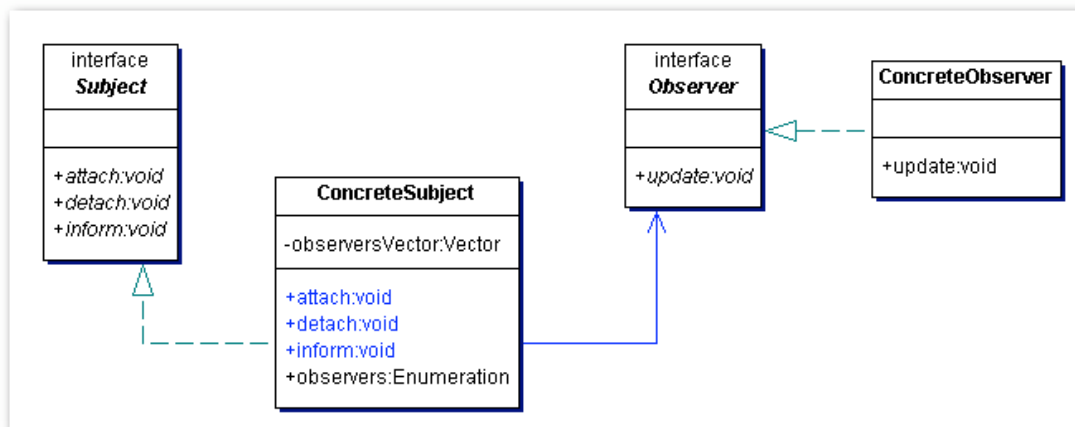 interface
Subject
+attach:void
+detach:void
+inform:void
ConcreteSubject
-observersVector:Vector
+attach:void
+detach:void
+inform:void
+observers:Enumeration
interface
Observer
+update:void
ConcreteObserver
+update:void